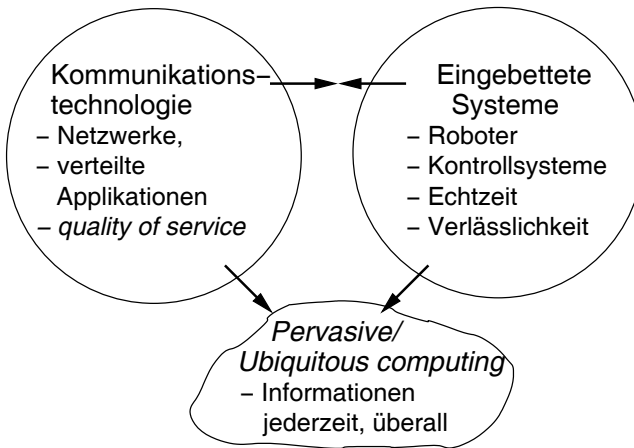 Kommunikations–
technologie
– Netzwerke,
– verteilte
Applikationen
– quality of service
Eingebettete
Systeme
– Roboter
– Kontrollsysteme
– Echtzeit
– Verlässlichkeit
Pervasive/
Ubiquitous computing
– Informationen
jederzeit, überall